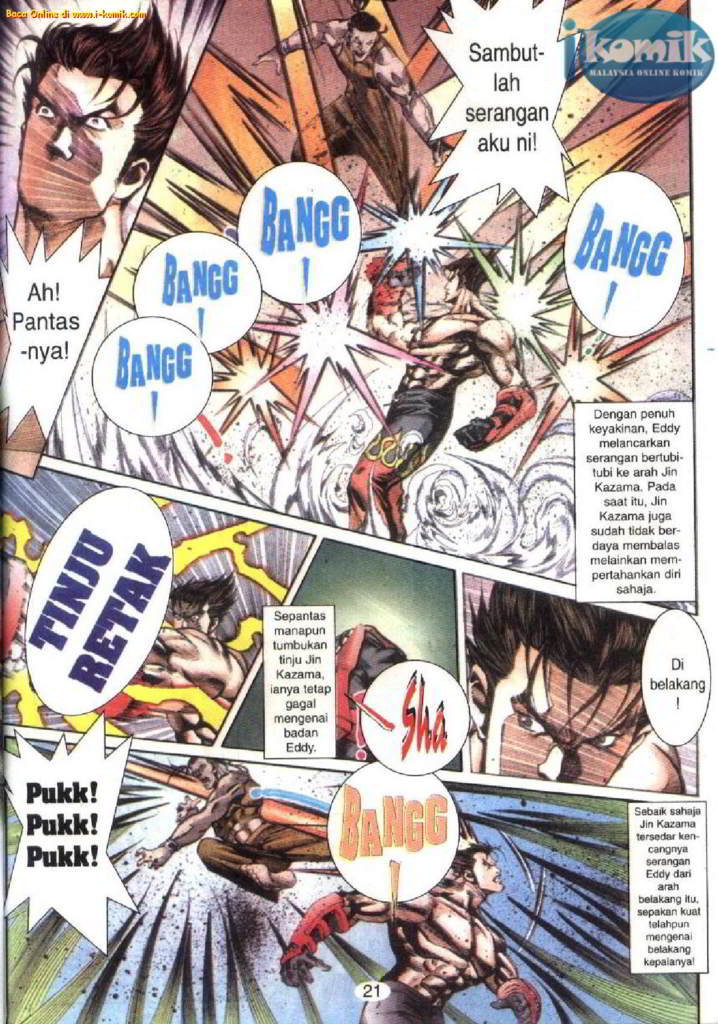 Baca Online di www.i-komik.com
ikomik
MALAYSIA ONLINE KOMIK
Sambut-
lah
serangan
aku ni!
Ah!
Pantas
-nya!
BANGG
!
BANGG
!
BANGG
!
BANGG
!
Dengan penuh
keyakinan, Eddy
melancarkan
serangan bertubi-
tubi ke arah Jin
Kazama. Pada
saat itu, Jin
Kazama juga
sudah tidak ber-
daya membalas
melainkan mem-
pertahankan diri
sahaja.
TINJU
RETAK
Sepantas
manapun
tumbukan
tinju Jin
Kazama,
ianya tetap
gagal
mengenai
badan
Eddy.
Sha
!
Di
belakang
!
Pukk!
Pukk!
Pukk!
BANGG
!
Sebaik sahaja
Jin Kazama
tersedar ken-
cangnya
serangan
Eddy dari
arah
belakang itu,
sepakan kuat
telahpun
mengenai
belakang
kepalanya!
21